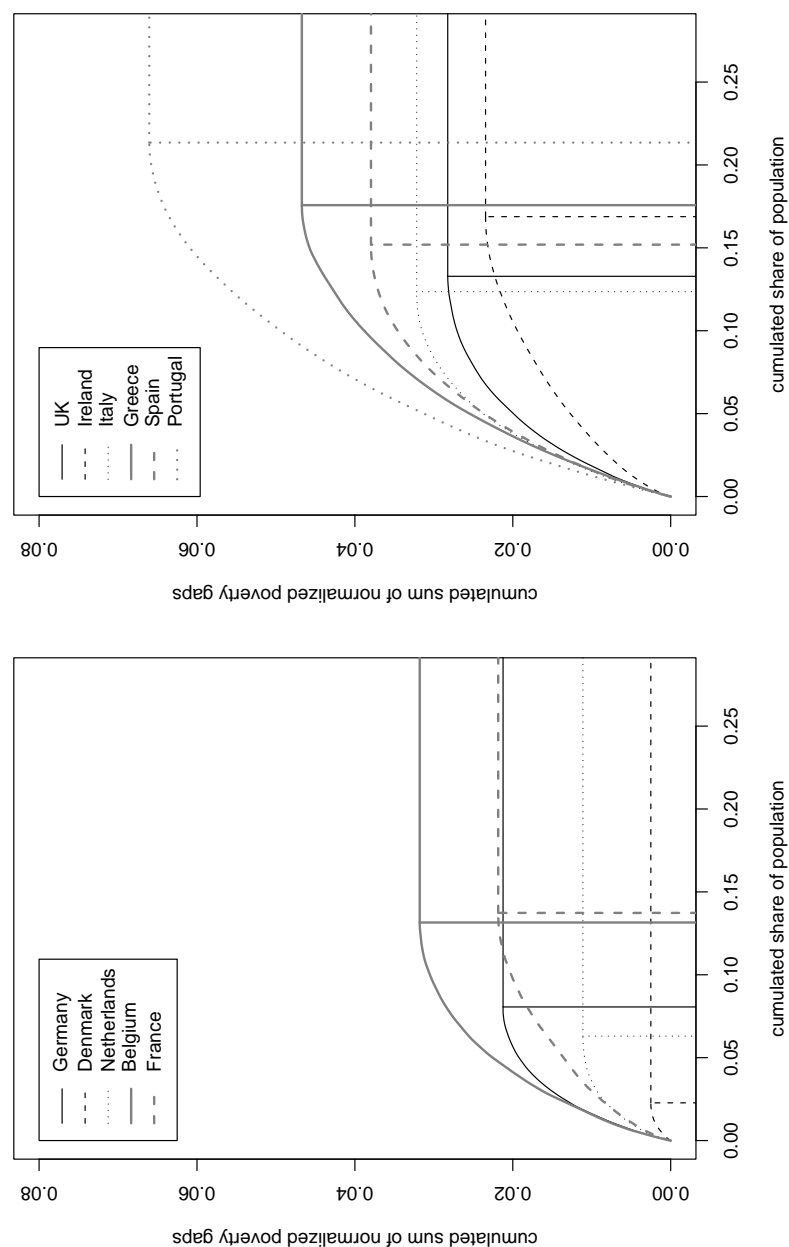 0.00
0.05
0.10
0.15
0.20
0.25
0.00
0.02
0.04
0.06
0.08
cumulated share of population
cumulated sum of normalized poverty gaps
Germany
Denmark
Netherlands
Belgium
France
0.00
0.05
0.10
0.15
0.20
0.25
0.00
0.02
0.04
0.06
0.08
cumulated share of population
cumulated sum of normalized poverty gaps
UK
Ireland
Italy
Greece
Spain
Portugal